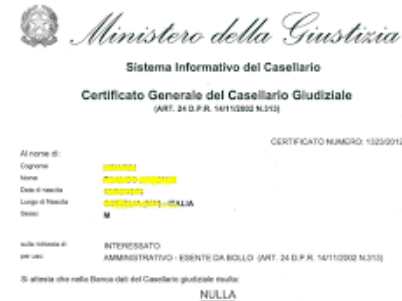 Ministero della Giustizia
Sistema Informativo del Casellario
Certificato Generale del Casellario Giudiziale
(ART. 24 D.P.R. 14/11/2002 N.313)
CERTIFICATO NUMERO: 1323/2012
Al nome di:
Cognome
Nome
Data di nascita
Luogo di Nascita -ITALIA
Sesso M
sulla richiesta di: INTERESSATO
per uso: AMMINISTRATIVO - ESENTE DA BOLLO (ART. 24 D.P.R. 14/11/2002 N.313)
Si attesta che nella Banca dati del Casellario giudiziale risulta:
NULLA